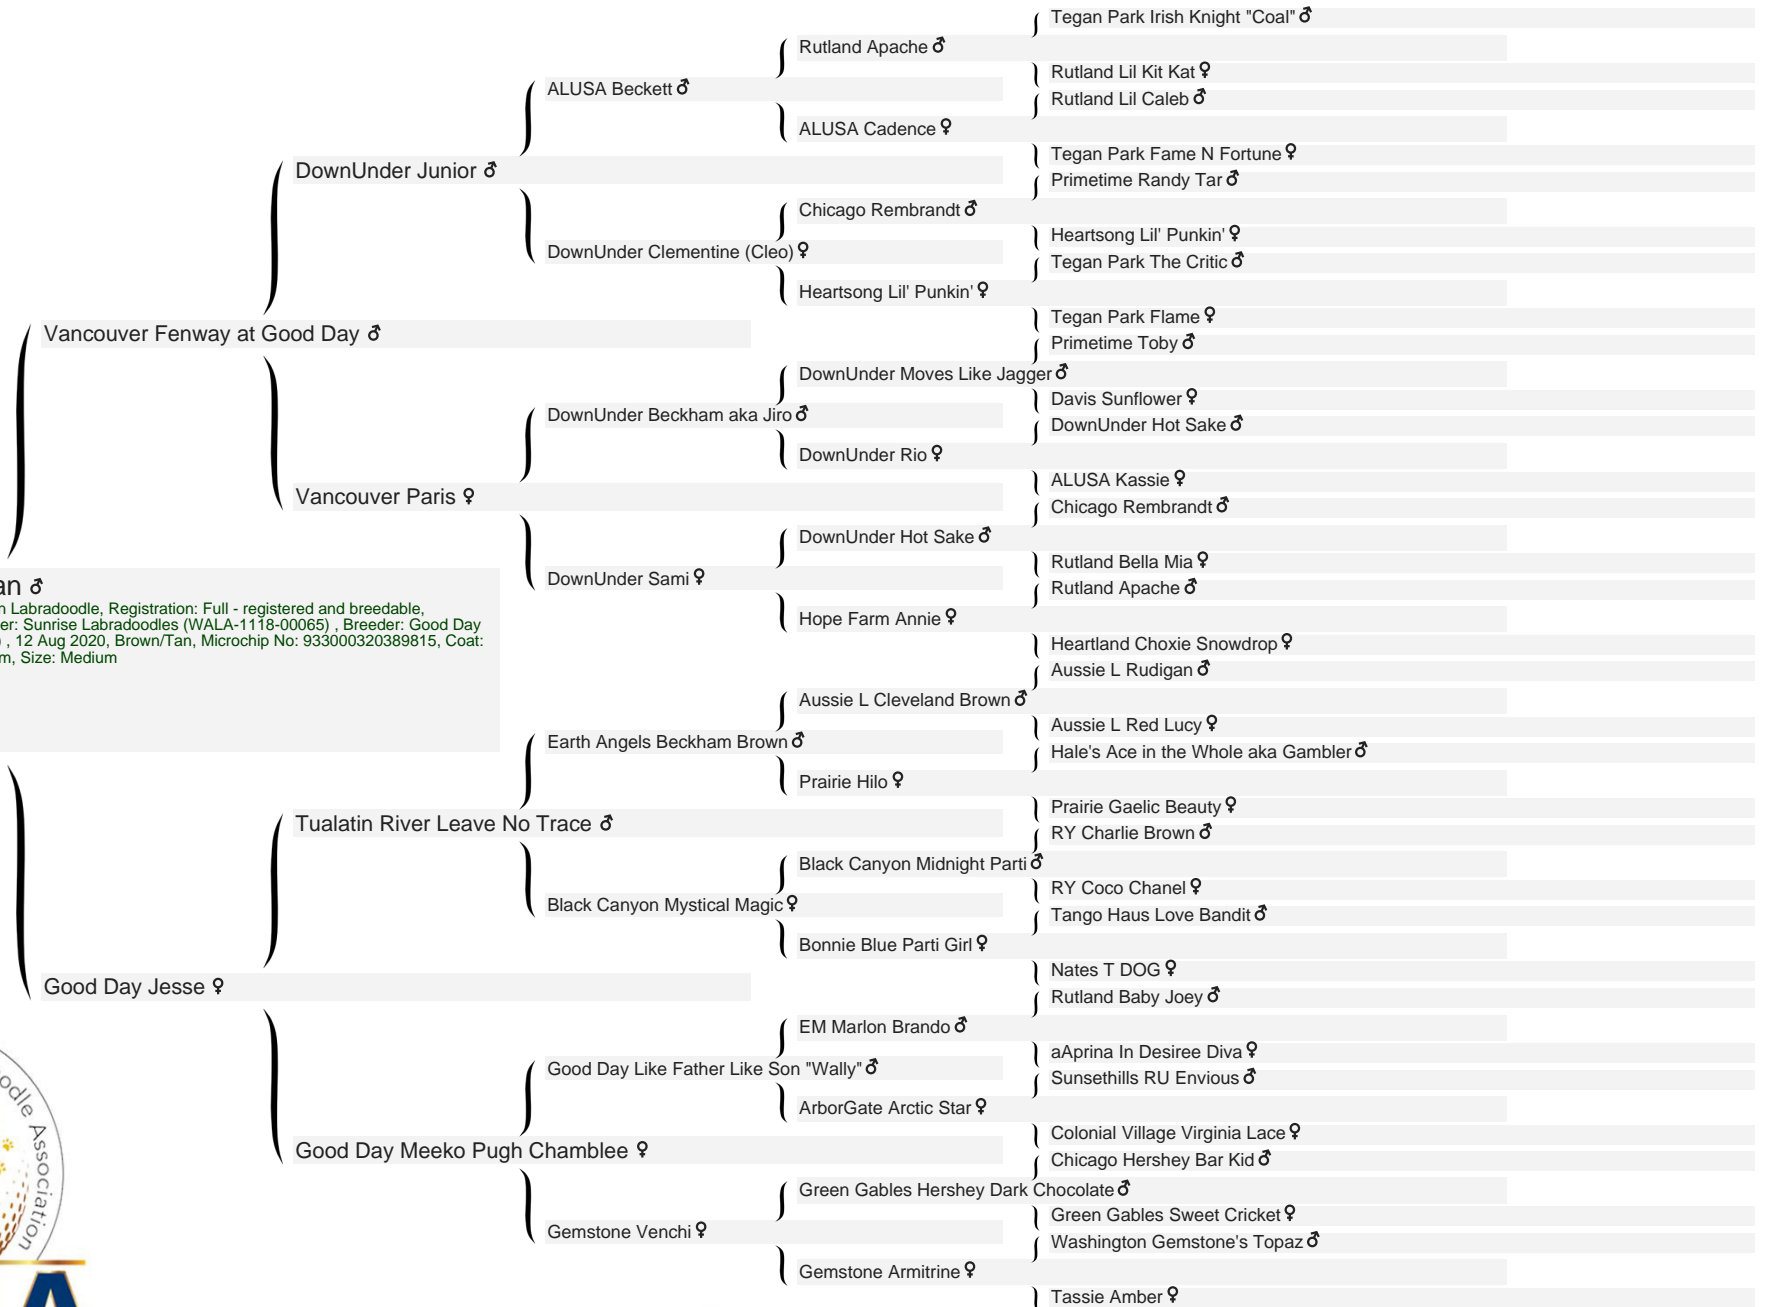 Tegan Park Irish Knight "Coal" ♂
Rutland Apache ♂
Rutland Lil Kit Kat ♀
ALUSA Beckett ♂
Rutland Lil Caleb ♂
ALUSA Cadence ♀
Tegan Park Fame N Fortune ♀
DownUnder Junior ♂
Primetime Randy Tar ♂
Chicago Rembrandt ♂
Heartsong Lil' Punkin' ♀
DownUnder Clementine (Cleo) ♀
Tegan Park The Critic ♂
Heartsong Lil' Punkin' ♀
Tegan Park Flame ♀
Vancouver Fenway at Good Day ♂
Primetime Toby ♂
DownUnder Moves Like Jagger ♂
Davis Sunflower ♀
DownUnder Beckham aka Jiro ♂
DownUnder Hot Sake ♂
DownUnder Rio ♀
ALUSA Kassie ♀
Vancouver Paris ♀
Chicago Rembrandt ♂
DownUnder Hot Sake ♂
Rutland Bella Mia ♀
DownUnder Sami ♀
Rutland Apache ♂
an ♂
n Labradoodle, Registration: Full - registered and breedable,
er: Sunrise Labradoodles (WALA-1118-00065) , Breeder: Good Day
) , 12 Aug 2020, Brown/Tan, Microchip No: 933000320389815, Coat:
m, Size: Medium
Hope Farm Annie ♀
Heartland Choxie Snowdrop ♀
Aussie L Rudigan ♂
Aussie L Cleveland Brown ♂
Aussie L Red Lucy ♀
Earth Angels Beckham Brown ♂
Hale's Ace in the Whole aka Gambler ♂
Prairie Hilo ♀
Prairie Gaelic Beauty ♀
Tualatin River Leave No Trace ♂
RY Charlie Brown ♂
Black Canyon Midnight Parti ♂
RY Coco Chanel ♀
Black Canyon Mystical Magic ♀
Tango Haus Love Bandit ♂
Bonnie Blue Parti Girl ♀
Nates T DOG ♀
Good Day Jesse ♀
Rutland Baby Joey ♂
EM Marlon Brando ♂
aAprina In Desiree Diva ♀
Good Day Like Father Like Son "Wally" ♂
Sunsethills RU Envious ♂
ArborGate Arctic Star ♀
Colonial Village Virginia Lace ♀
Good Day Meeko Pugh Chamblee ♀
Chicago Hershey Bar Kid ♂
Green Gables Hershey Dark Chocolate ♂
Green Gables Sweet Cricket ♀
Gemstone Venchi ♀
Washington Gemstone's Topaz ♂
Gemstone Armitrine ♀
Tassie Amber ♀
odle Association
A